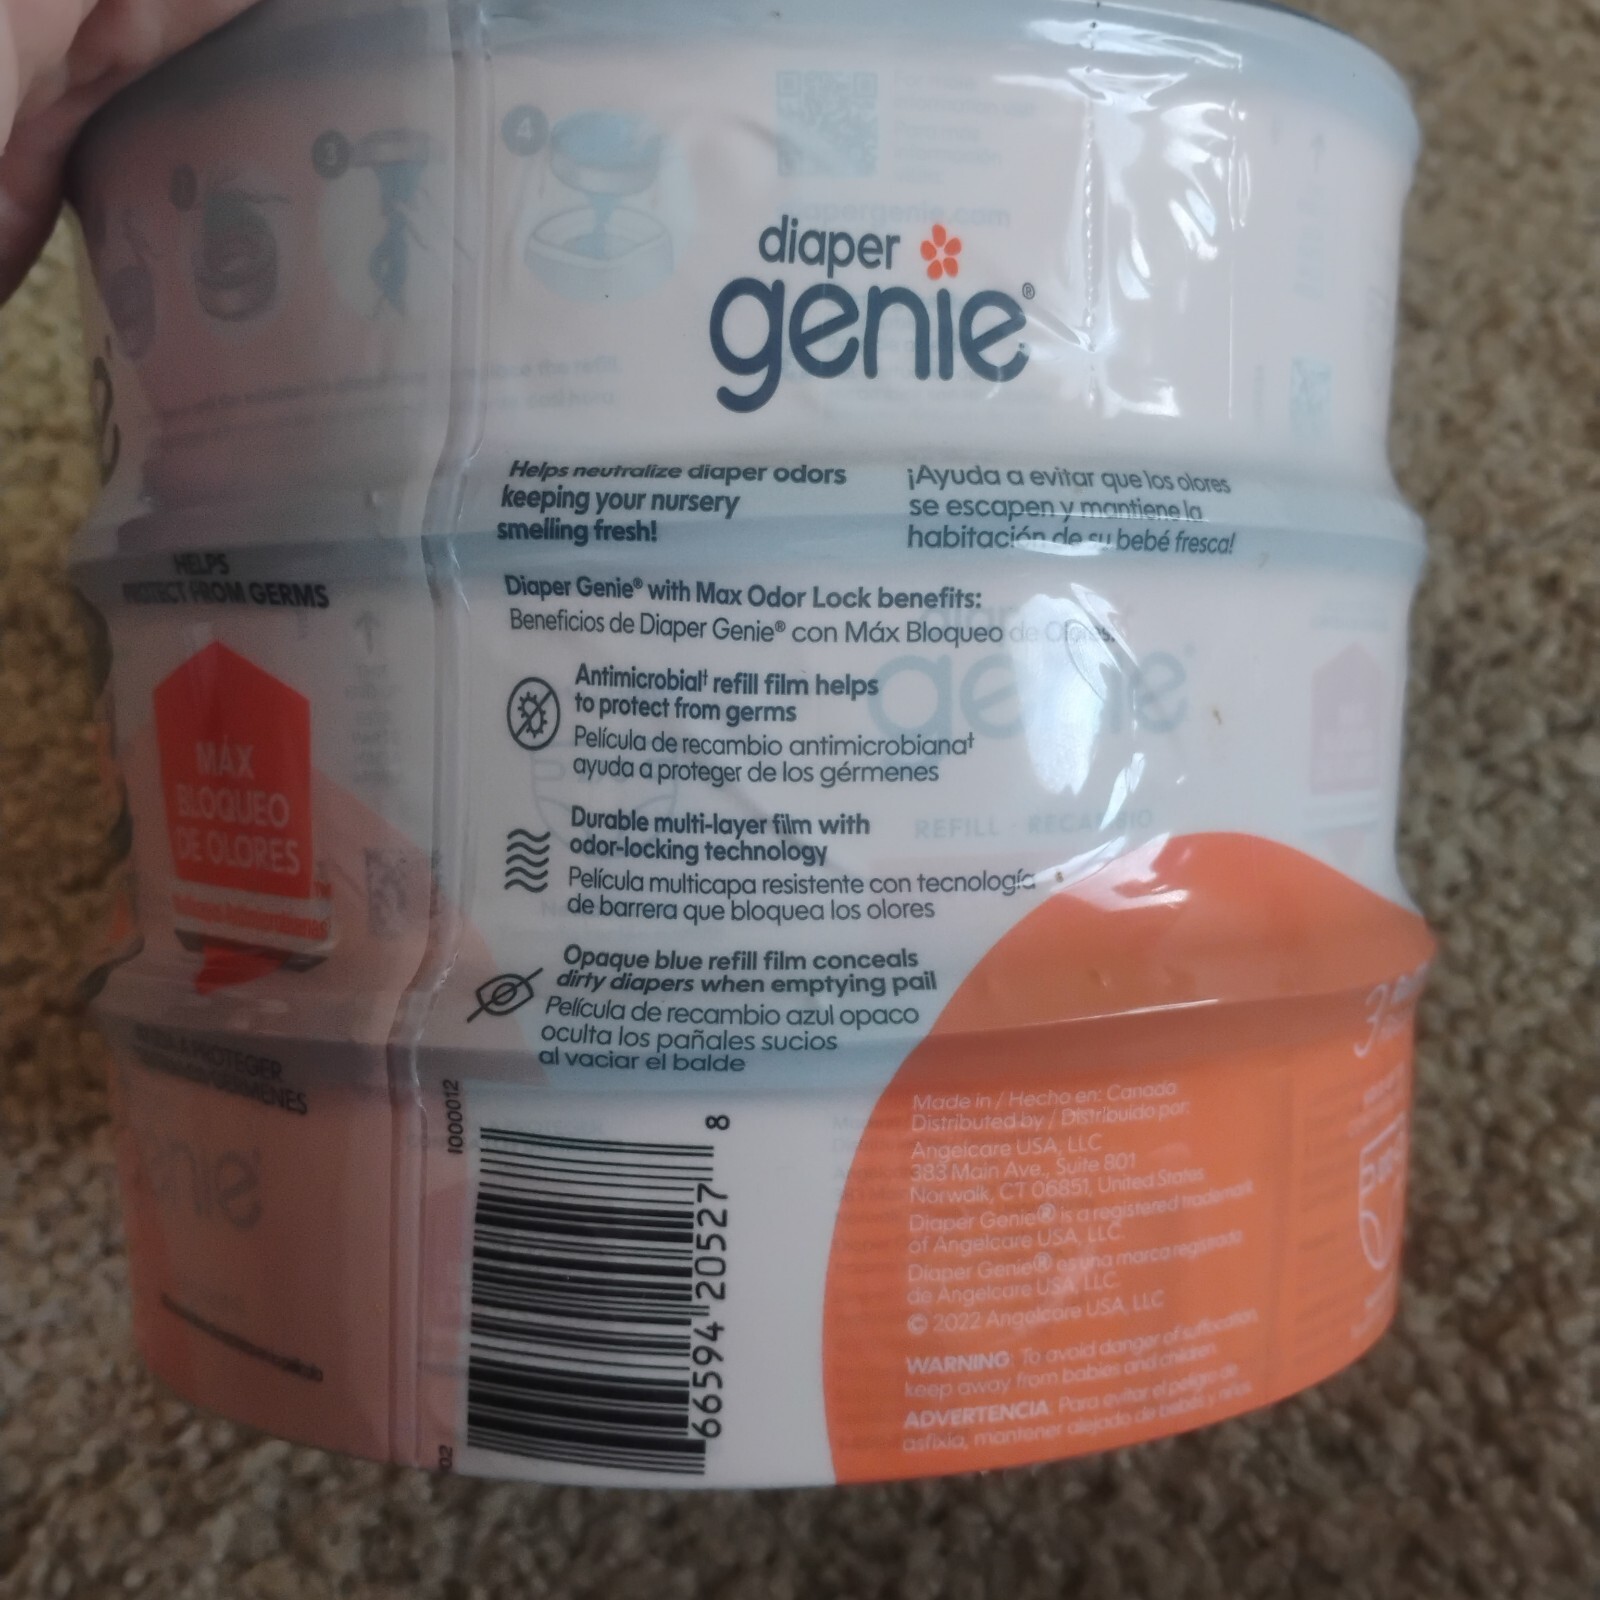 3
4
diapergenie.com
diaper
genie®
Helps neutralize diaper odors
keeping your nursery
smelling fresh!
¡Ayuda a evitar que los olores
se escapen y mantiene la
habitación de su bebé fresca!
HELPS
PROTECT FROM GERMS
MÁX
BLOQUEO
DE OLORES
Diaper Genie® with Max Odor Lock benefits:
Beneficios de Diaper Genie® con Máx Bloqueo de Olores:
Antimicrobial† refill film helps
to protect from germs
Película de recambio antimicrobiana†
ayuda a proteger de los gérmenes
REFILL · RECAMBIO
Durable multi-layer film with
odor-locking technology
Película multicapa resistente con tecnología
de barrera que bloquea los olores
Opaque blue refill film conceals
dirty diapers when emptying pail
Película de recambio azul opaco
oculta los pañales sucios
al vaciar el balde
1000012
66594 20527 8
02
Made in / Hecho en: Canada
Distributed by / Distribuido por:
Angelcare USA, LLC
383 Main Ave., Suite 801
Norwalk, CT 06851, United States
Diaper Genie® is a registered trademark
of Angelcare USA, LLC.
Diaper Genie® es una marca registrada
de Angelcare USA, LLC.
© 2022 Angelcare USA, LLC
WARNING: To avoid danger of suffocation,
keep away from babies and children.
ADVERTENCIA: Para evitar el peligro de
asfixia, mantener alejado de bebés y niños.
3